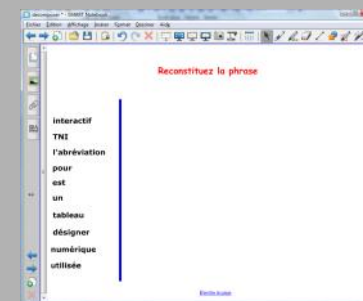 Reconstituez la phrase
interactif
TNI
l'abréviation
pour
est
un
tableau
désigner
numérique
utilisée